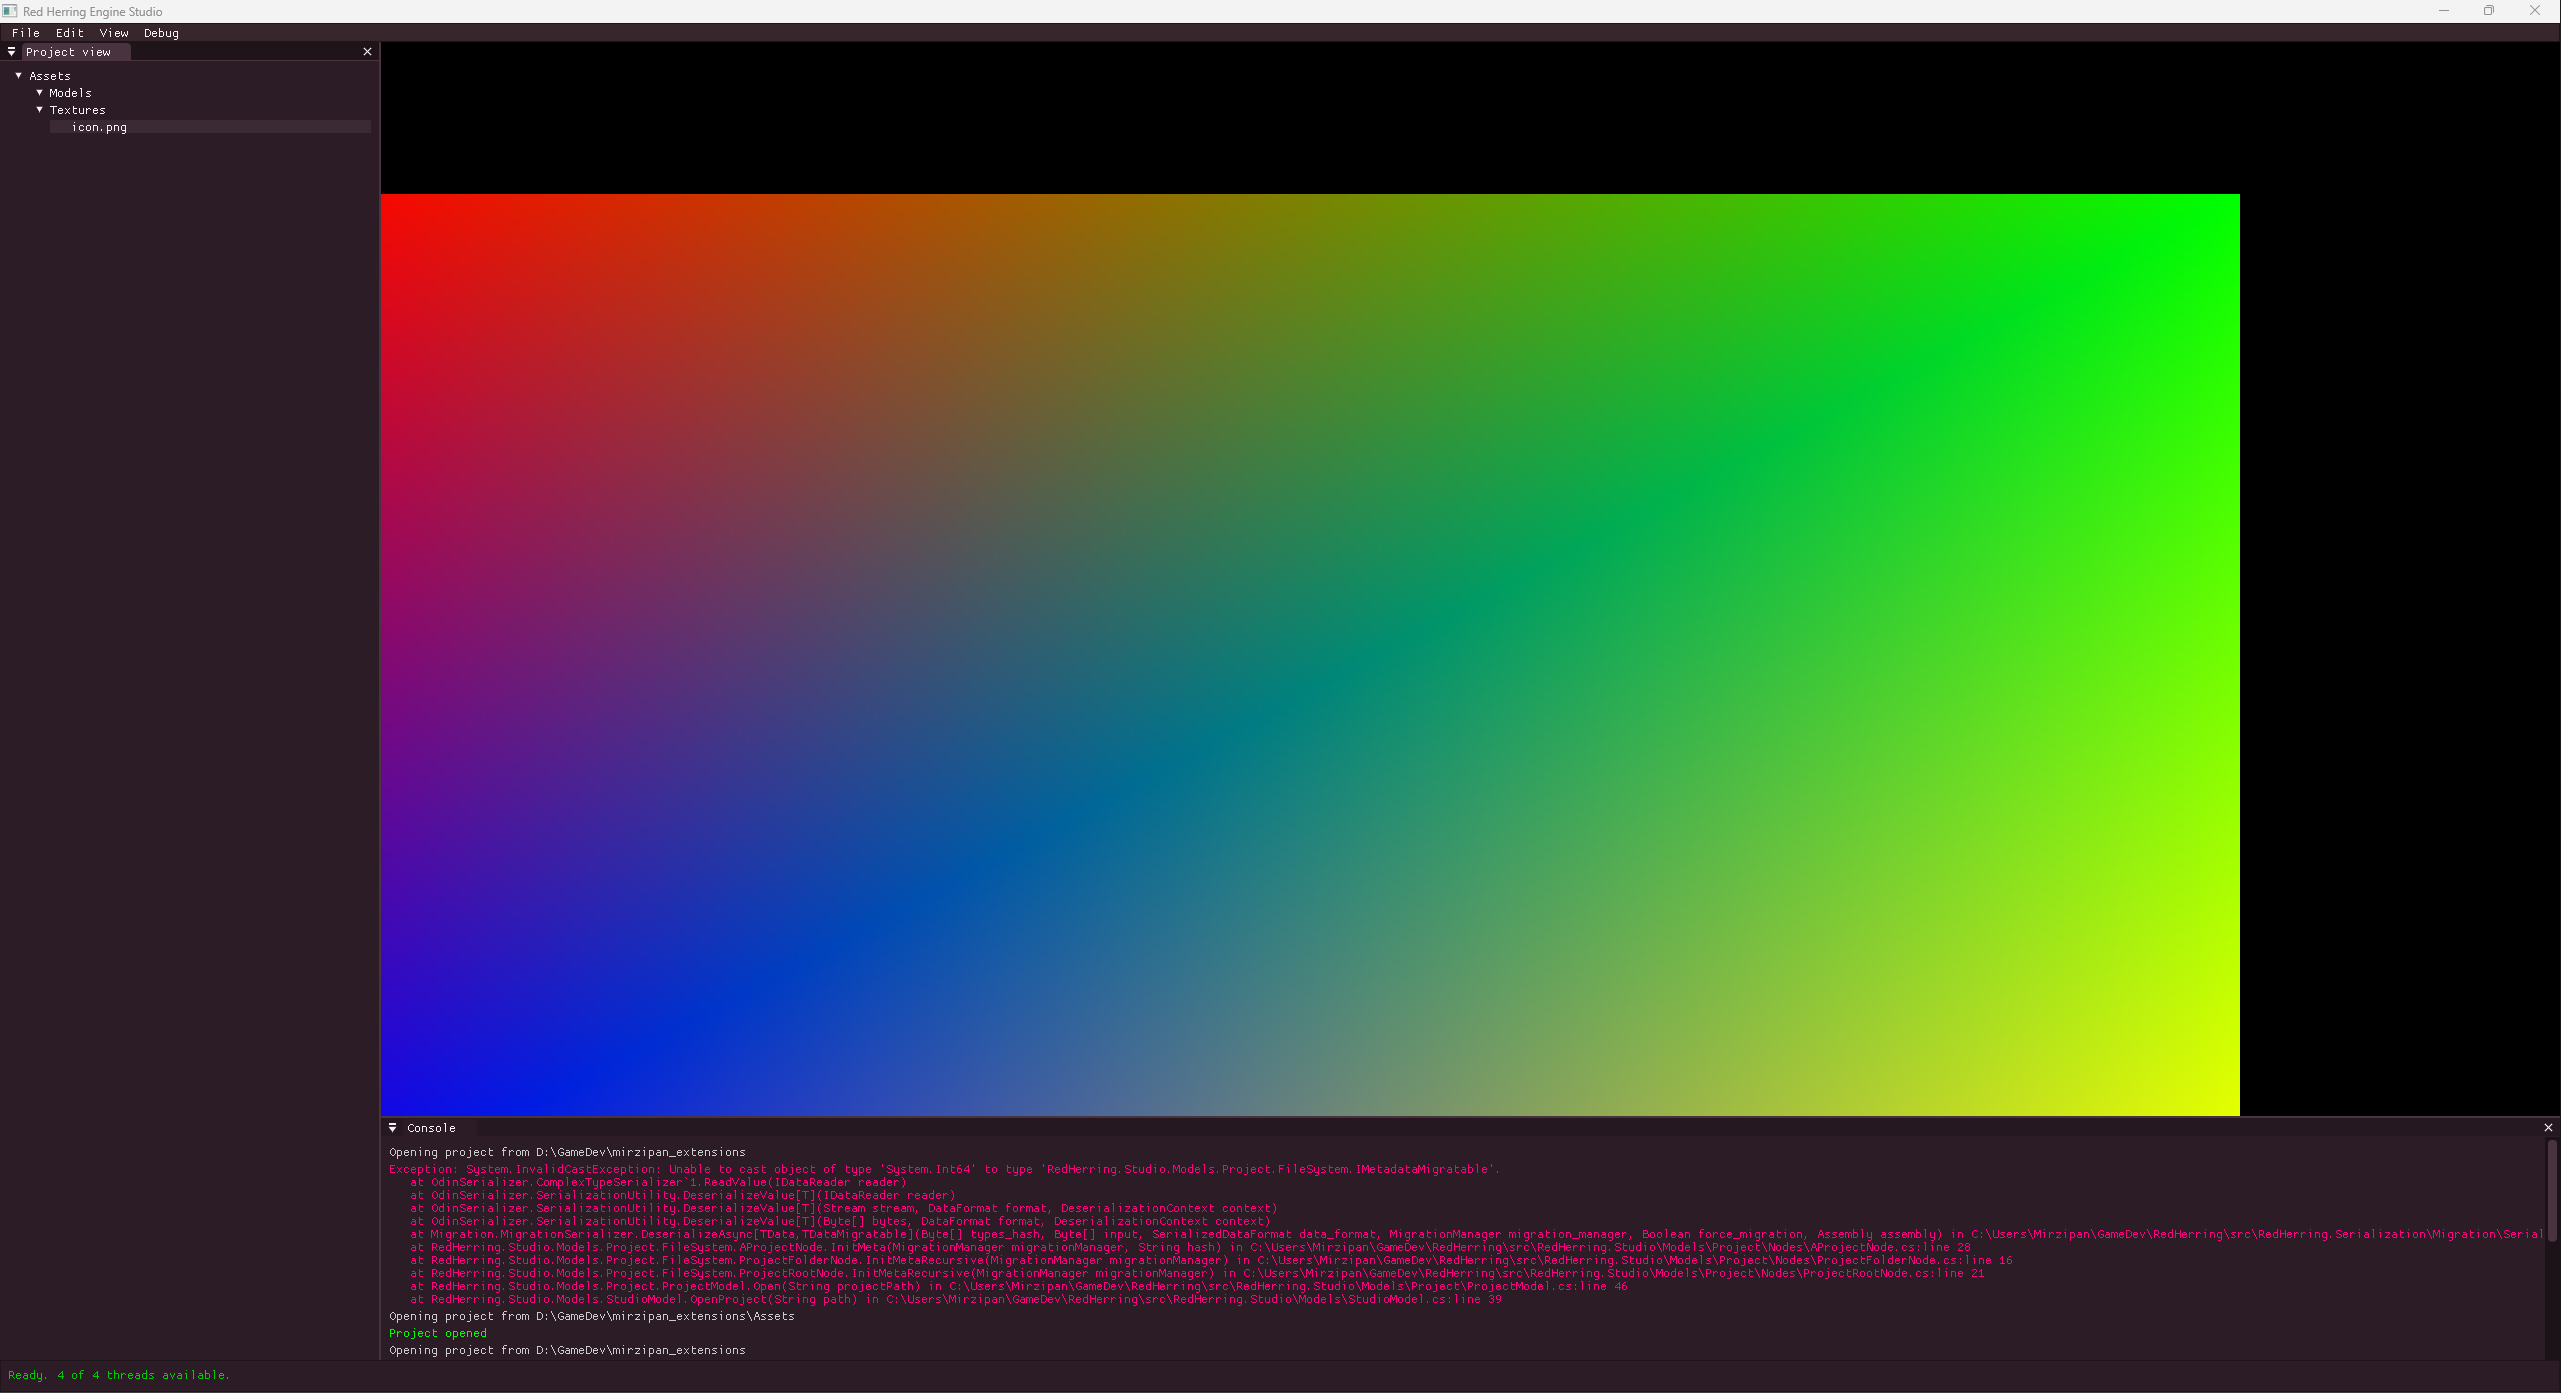 Red Herring Engine Studio
File Edit View Debug
Project view
Assets
Models
Textures
icon.png
Console
Opening project from D:\GameDev\mirzipan_extensions
Exception: System.InvalidCastException: Unable to cast object of type 'System.Int64' to type 'RedHerring.Studio.Models.Project.FileSystem.IMetadataMigratable'.
at OdinSerializer.ComplexTypeSerializer`1.ReadValue(IDataReader reader)
at OdinSerializer.SerializationUtility.DeserializeValue[T](IDataReader reader)
at OdinSerializer.SerializationUtility.DeserializeValue[T](Stream stream, DataFormat format, DeserializationContext context)
at OdinSerializer.SerializationUtility.DeserializeValue[T](Byte[] bytes, DataFormat format, DeserializationContext context)
at Migration.MigrationSerializer.DeserializeAsync[TData,TDataMigratable](Byte[] types_hash, Byte[] input, SerializedDataFormat data_format, MigrationManager migration_manager, Boolean force_migration, Assembly assembly) in C:\Users\Mirzipan\GameDev\RedHerring\src\RedHerring.Serialization\Migration\Serial
at RedHerring.Studio.Models.Project.FileSystem.AProjectNode.InitMeta(MigrationManager migrationManager, String hash) in C:\Users\Mirzipan\GameDev\RedHerring\src\RedHerring.Studio\Models\Project\Nodes\AProjectNode.cs:line 28
at RedHerring.Studio.Models.Project.FileSystem.ProjectFolderNode.InitMetaRecursive(MigrationManager migrationManager) in C:\Users\Mirzipan\GameDev\RedHerring\src\RedHerring.Studio\Models\Project\Nodes\ProjectFolderNode.cs:line 16
at RedHerring.Studio.Models.Project.FileSystem.ProjectRootNode.InitMetaRecursive(MigrationManager migrationManager) in C:\Users\Mirzipan\GameDev\RedHerring\src\RedHerring.Studio\Models\Project\Nodes\ProjectRootNode.cs:line 21
at RedHerring.Studio.Models.Project.ProjectModel.Open(String projectPath) in C:\Users\Mirzipan\GameDev\RedHerring\src\RedHerring.Studio\Models\Project\ProjectModel.cs:line 46
at RedHerring.Studio.Models.StudioModel.OpenProject(String path) in C:\Users\Mirzipan\GameDev\RedHerring\src\RedHerring.Studio\Models\StudioModel.cs:line 39
Opening project from D:\GameDev\mirzipan_extensions\Assets
Project opened
Opening project from D:\GameDev\mirzipan_extensions
Ready. 4 of 4 threads available.